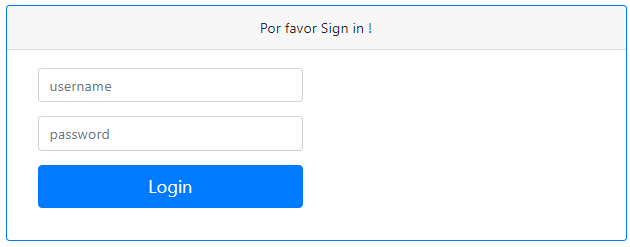 Por favor Sign in !
username
password
Login